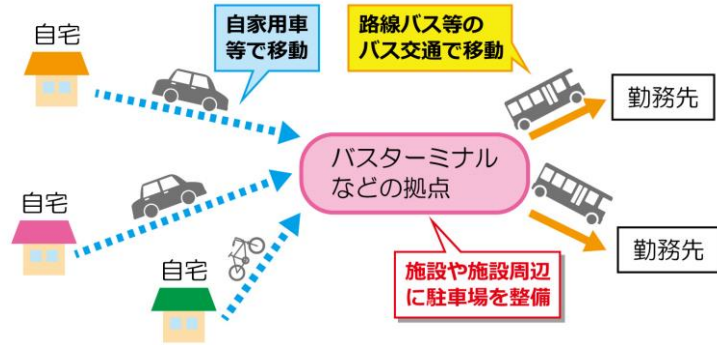 自宅
自家用車
等で移動
路線バス等の
バス交通で移動
勤務先
バスターミナル
などの拠点
自宅
自宅
勤務先
施設や施設周辺
に駐車場を整備